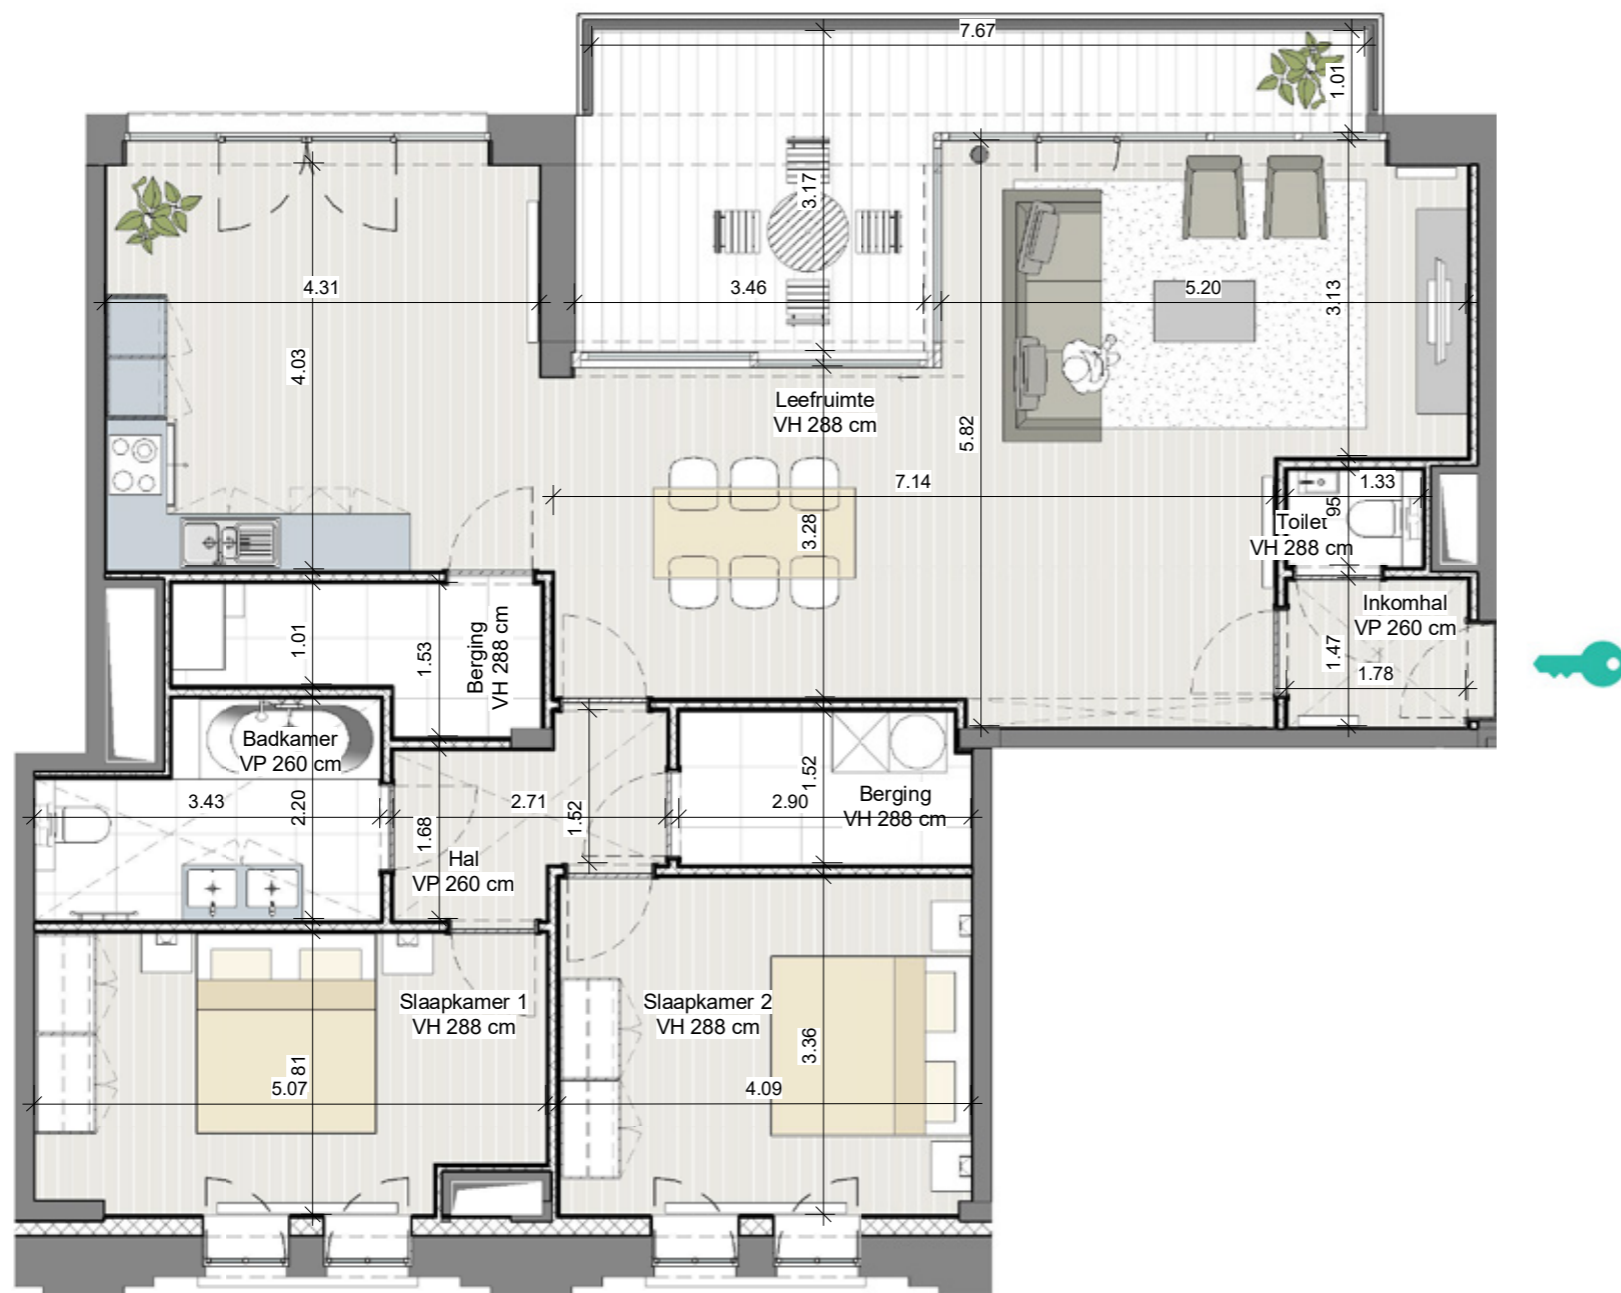 7.67
1.01
3.17
4.31
3.46
5.20
3.13
4.03
Leefruimte
VH 288 cm
5.82
7.14
1.33
95
3.28
Toilet
VH 288 cm
Inkomhal
VP 260 cm
1.47
1.78
1.01
1.53
Berging
VH 288 cm
Badkamer
VP 260 cm
3.43
2.20
2.71
1.52
1.68
1.52
2.90
Berging
VH 288 cm
Hal
VP 260 cm
Slaapkamer 1
VH 288 cm
Slaapkamer 2
VH 288 cm
81
5.07
3.36
4.09